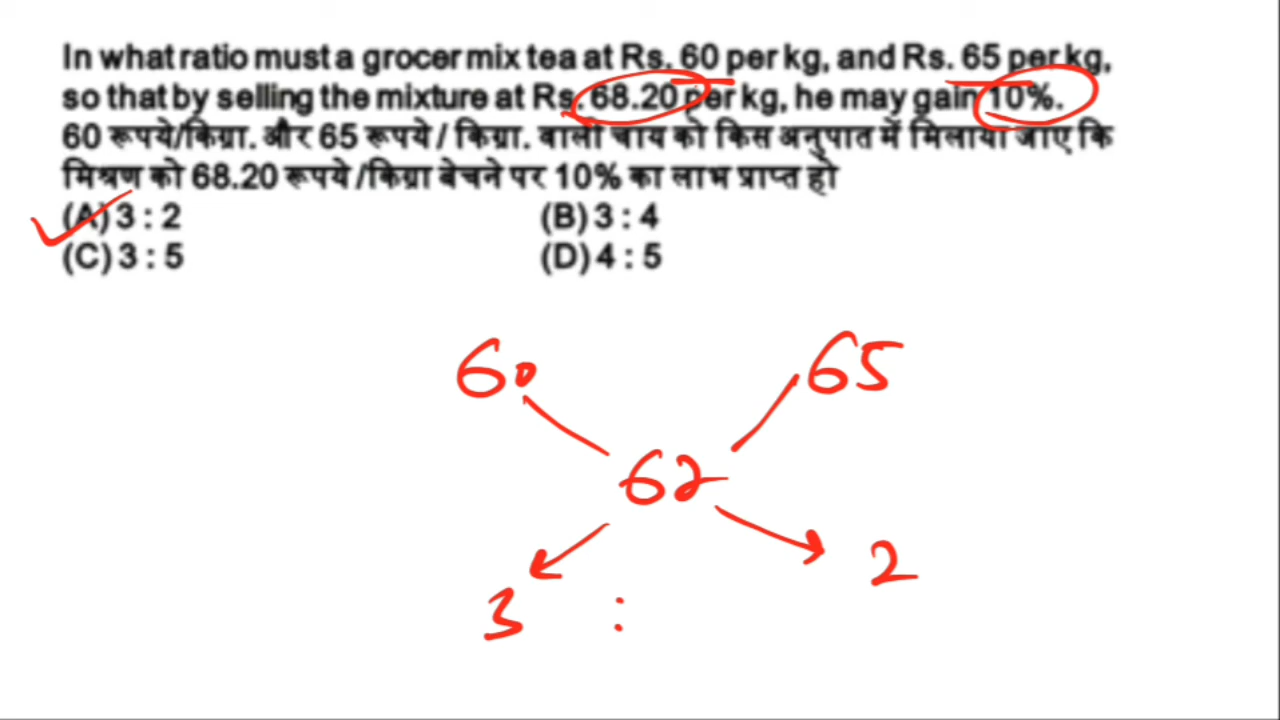 In what ratio must a grocer mix tea at Rs. 60 per kg, and Rs. 65 per kg,
so that by selling the mixture at Rs. 68.20 per kg, he may gain 10%.
60 रूपये/किग्रा. और 65 रूपये / किग्रा. वाली चाय को किस अनुपात में मिलाया जाए कि
मिश्रण को 68.20 रूपये /किग्रा बेचने पर 10% का लाभ प्राप्त हो
(A) 3 : 2 (B) 3 : 4
(C) 3 : 5 (D) 4 : 5
60 65
62
3 : 2